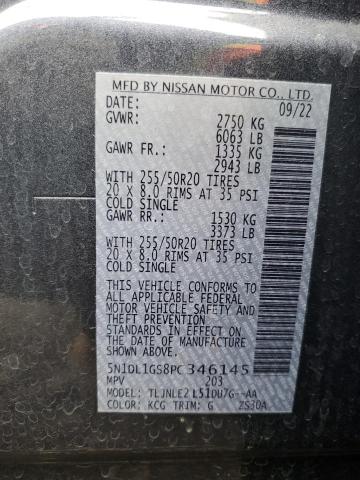 MFD BY NISSAN MOTOR CO., LTD.
DATE: 09/22
GVWR: 2750 KG
6063 LB
GAWR FR.: 1335 KG
2943 LB
WITH 255/50R20 TIRES
20 X 8.0 RIMS AT 35 PSI
COLD SINGLE
GAWR RR.: 1530 KG
3373 LB
WITH 255/50R20 TIRES
20 X 8.0 RIMS AT 35 PSI
COLD SINGLE
THIS VEHICLE CONFORMS TO
ALL APPLICABLE FEDERAL
MOTOR VEHICLE SAFETY AND
THEFT PREVENTION STANDARDS
IN EFFECT ON THE DATE OF
MANUFACTURE SHOWN ABOVE.
5N1DL1GS8PC346145
MPV 203
TLJNLE2 L51DU7G--AA
COLOR: KCG TRIM: G ZS30A